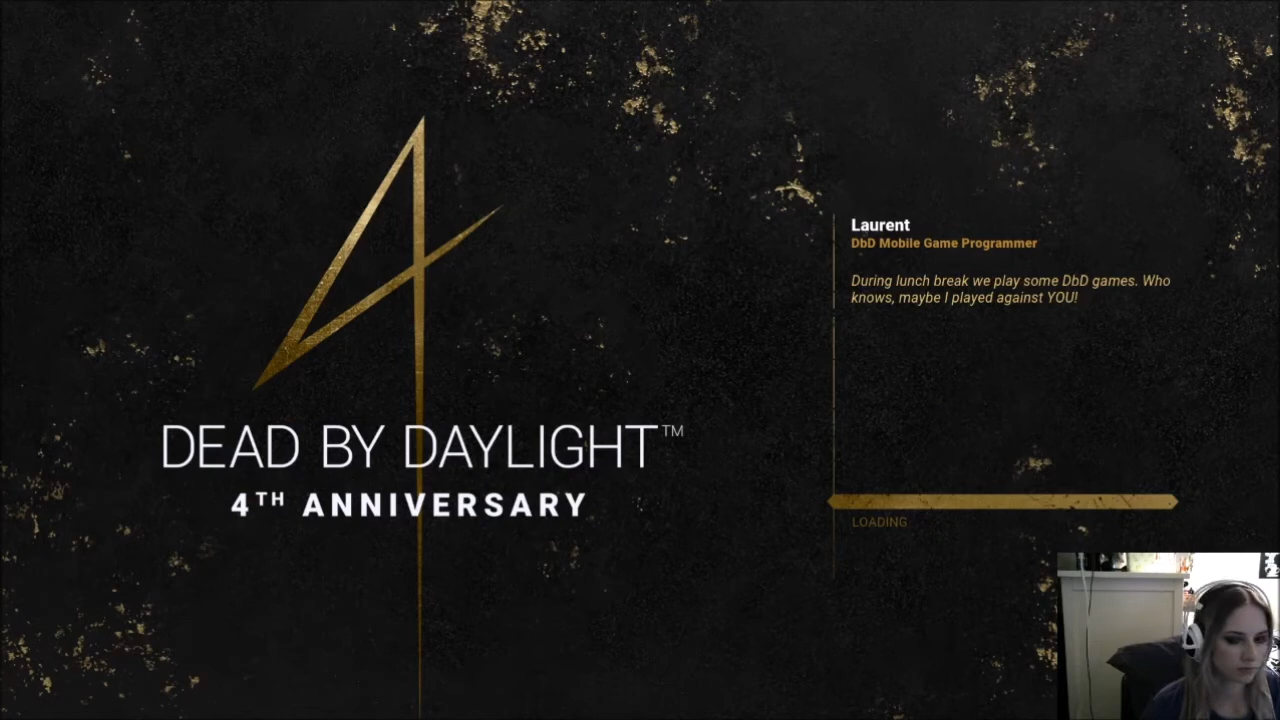 DEAD BY DAYLIGHT™
4TH ANNIVERSARY
Laurent
DbD Mobile Game Programmer
During lunch break we play some DbD games. Who
knows, maybe I played against YOU!
LOADING